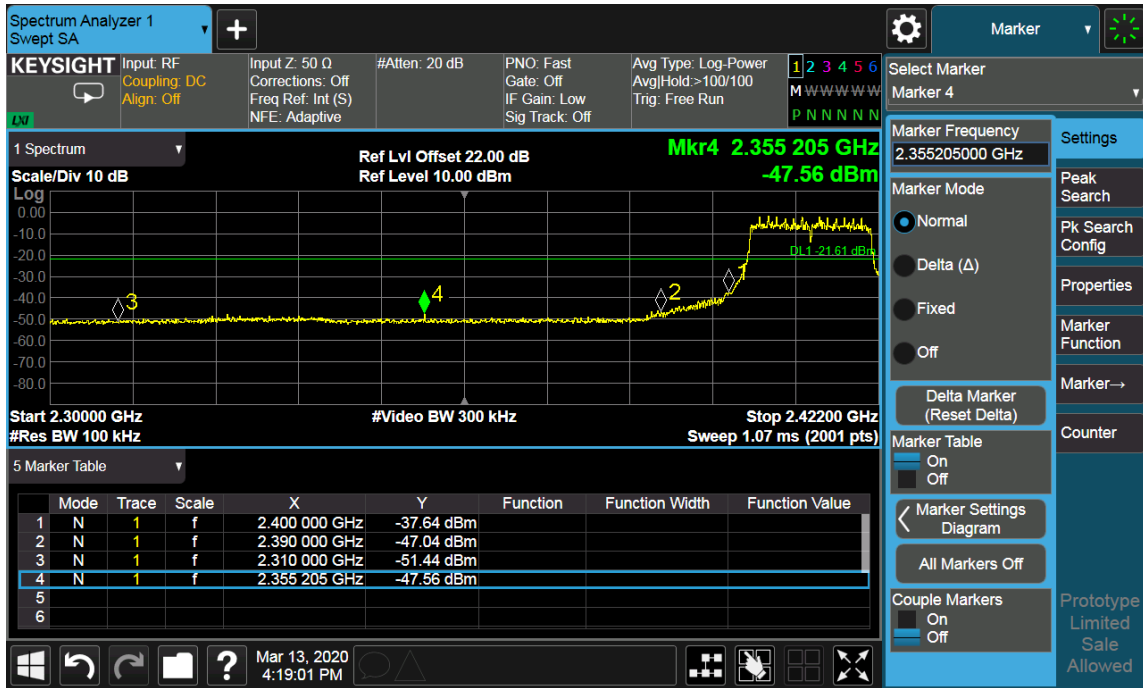 Spectrum Analyzer 1
Swept SA
Marker
KEYSIGHT
LXI
Input: RF
Coupling: DC
Align: Off
Input Z: 50 Ω
Corrections: Off
Freq Ref: Int (S)
NFE: Adaptive
#Atten: 20 dB
PNO: Fast
Gate: Off
IF Gain: Low
Sig Track: Off
Avg Type: Log-Power
Avg|Hold:>100/100
Trig: Free Run
1 2 3 4 5 6
M W W W W W
P N N N N N
Select Marker
Marker 4
1 Spectrum
Scale/Div 10 dB
Ref Lvl Offset 22.00 dB
Ref Level 10.00 dBm
Mkr4 2.355 205 GHz
-47.56 dBm
Log
0.00
-10.0
-20.0
-30.0
-40.0
-50.0
-60.0
-70.0
-80.0
DL1 -21.61 dBm
1
2
3
4
Start 2.30000 GHz
#Video BW 300 kHz
Stop 2.42200 GHz
#Res BW 100 kHz
Sweep 1.07 ms (2001 pts)
5 Marker Table
Mode Trace Scale X Y Function Function Width Function Value
1 N 1 f 2.400 000 GHz -37.64 dBm
2 N 1 f 2.390 000 GHz -47.04 dBm
3 N 1 f 2.310 000 GHz -51.44 dBm
4 N 1 f 2.355 205 GHz -47.56 dBm
5
6
Marker Frequency
2.355205000 GHz
Marker Mode
Normal
Delta (Δ)
Fixed
Off
Delta Marker
(Reset Delta)
Marker Table
On
Off
Marker Settings
Diagram
All Markers Off
Couple Markers
On
Off
Settings
Peak
Search
Pk Search
Config
Properties
Marker
Function
Marker→
Counter
Prototype
Limited
Sale
Allowed
?
Mar 13, 2020
4:19:01 PM